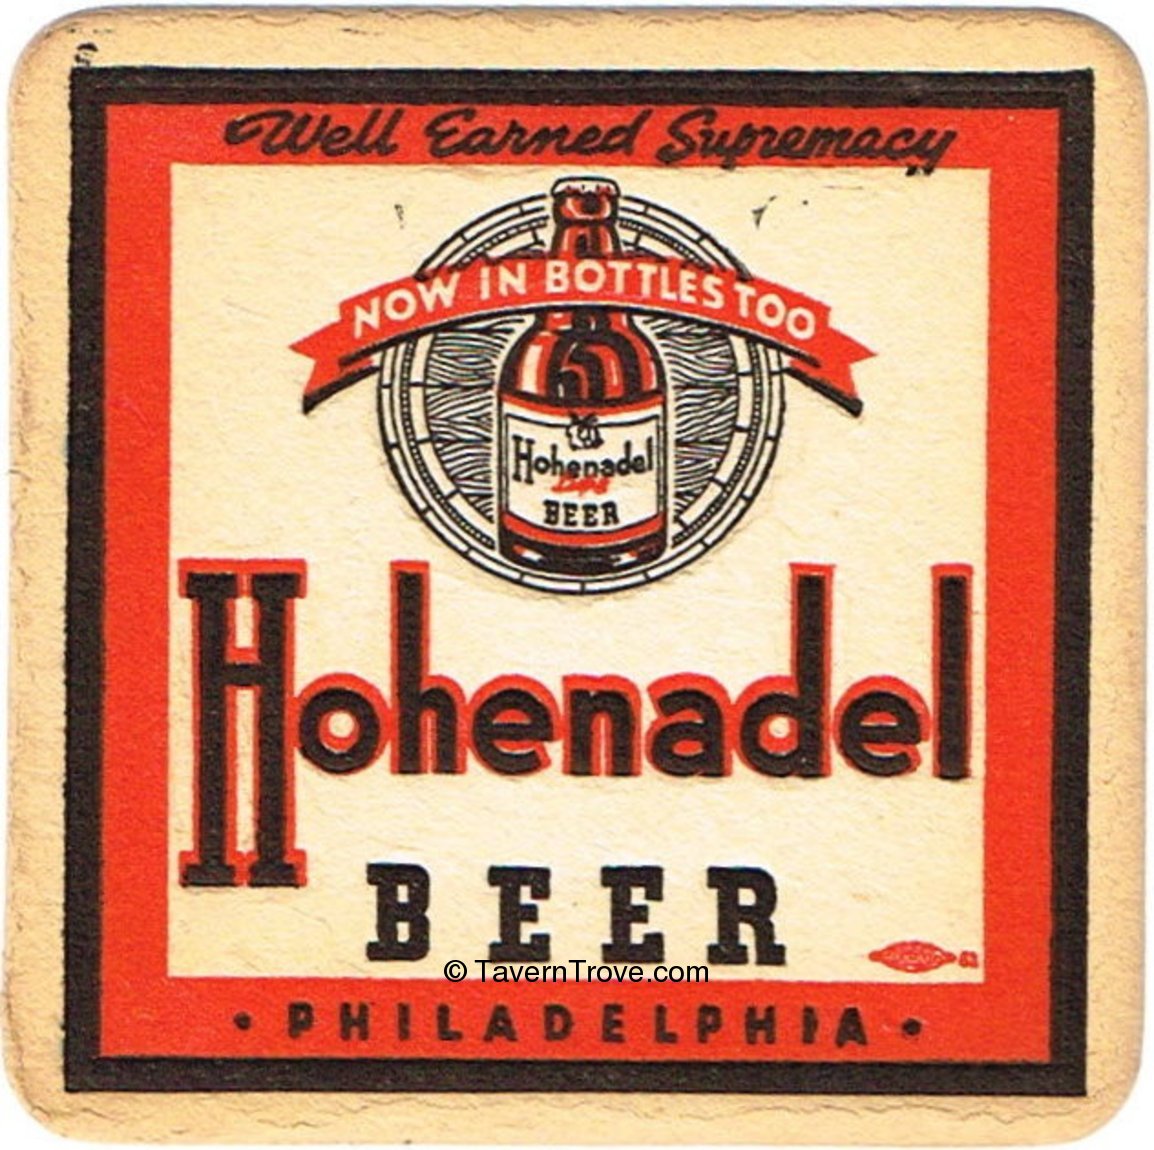 Well Earned Supremacy
NOW IN BOTTLES TOO
Hohenadel
BEER
Hohenadel
BEER
© TavernTrove.com
• PHILADELPHIA •